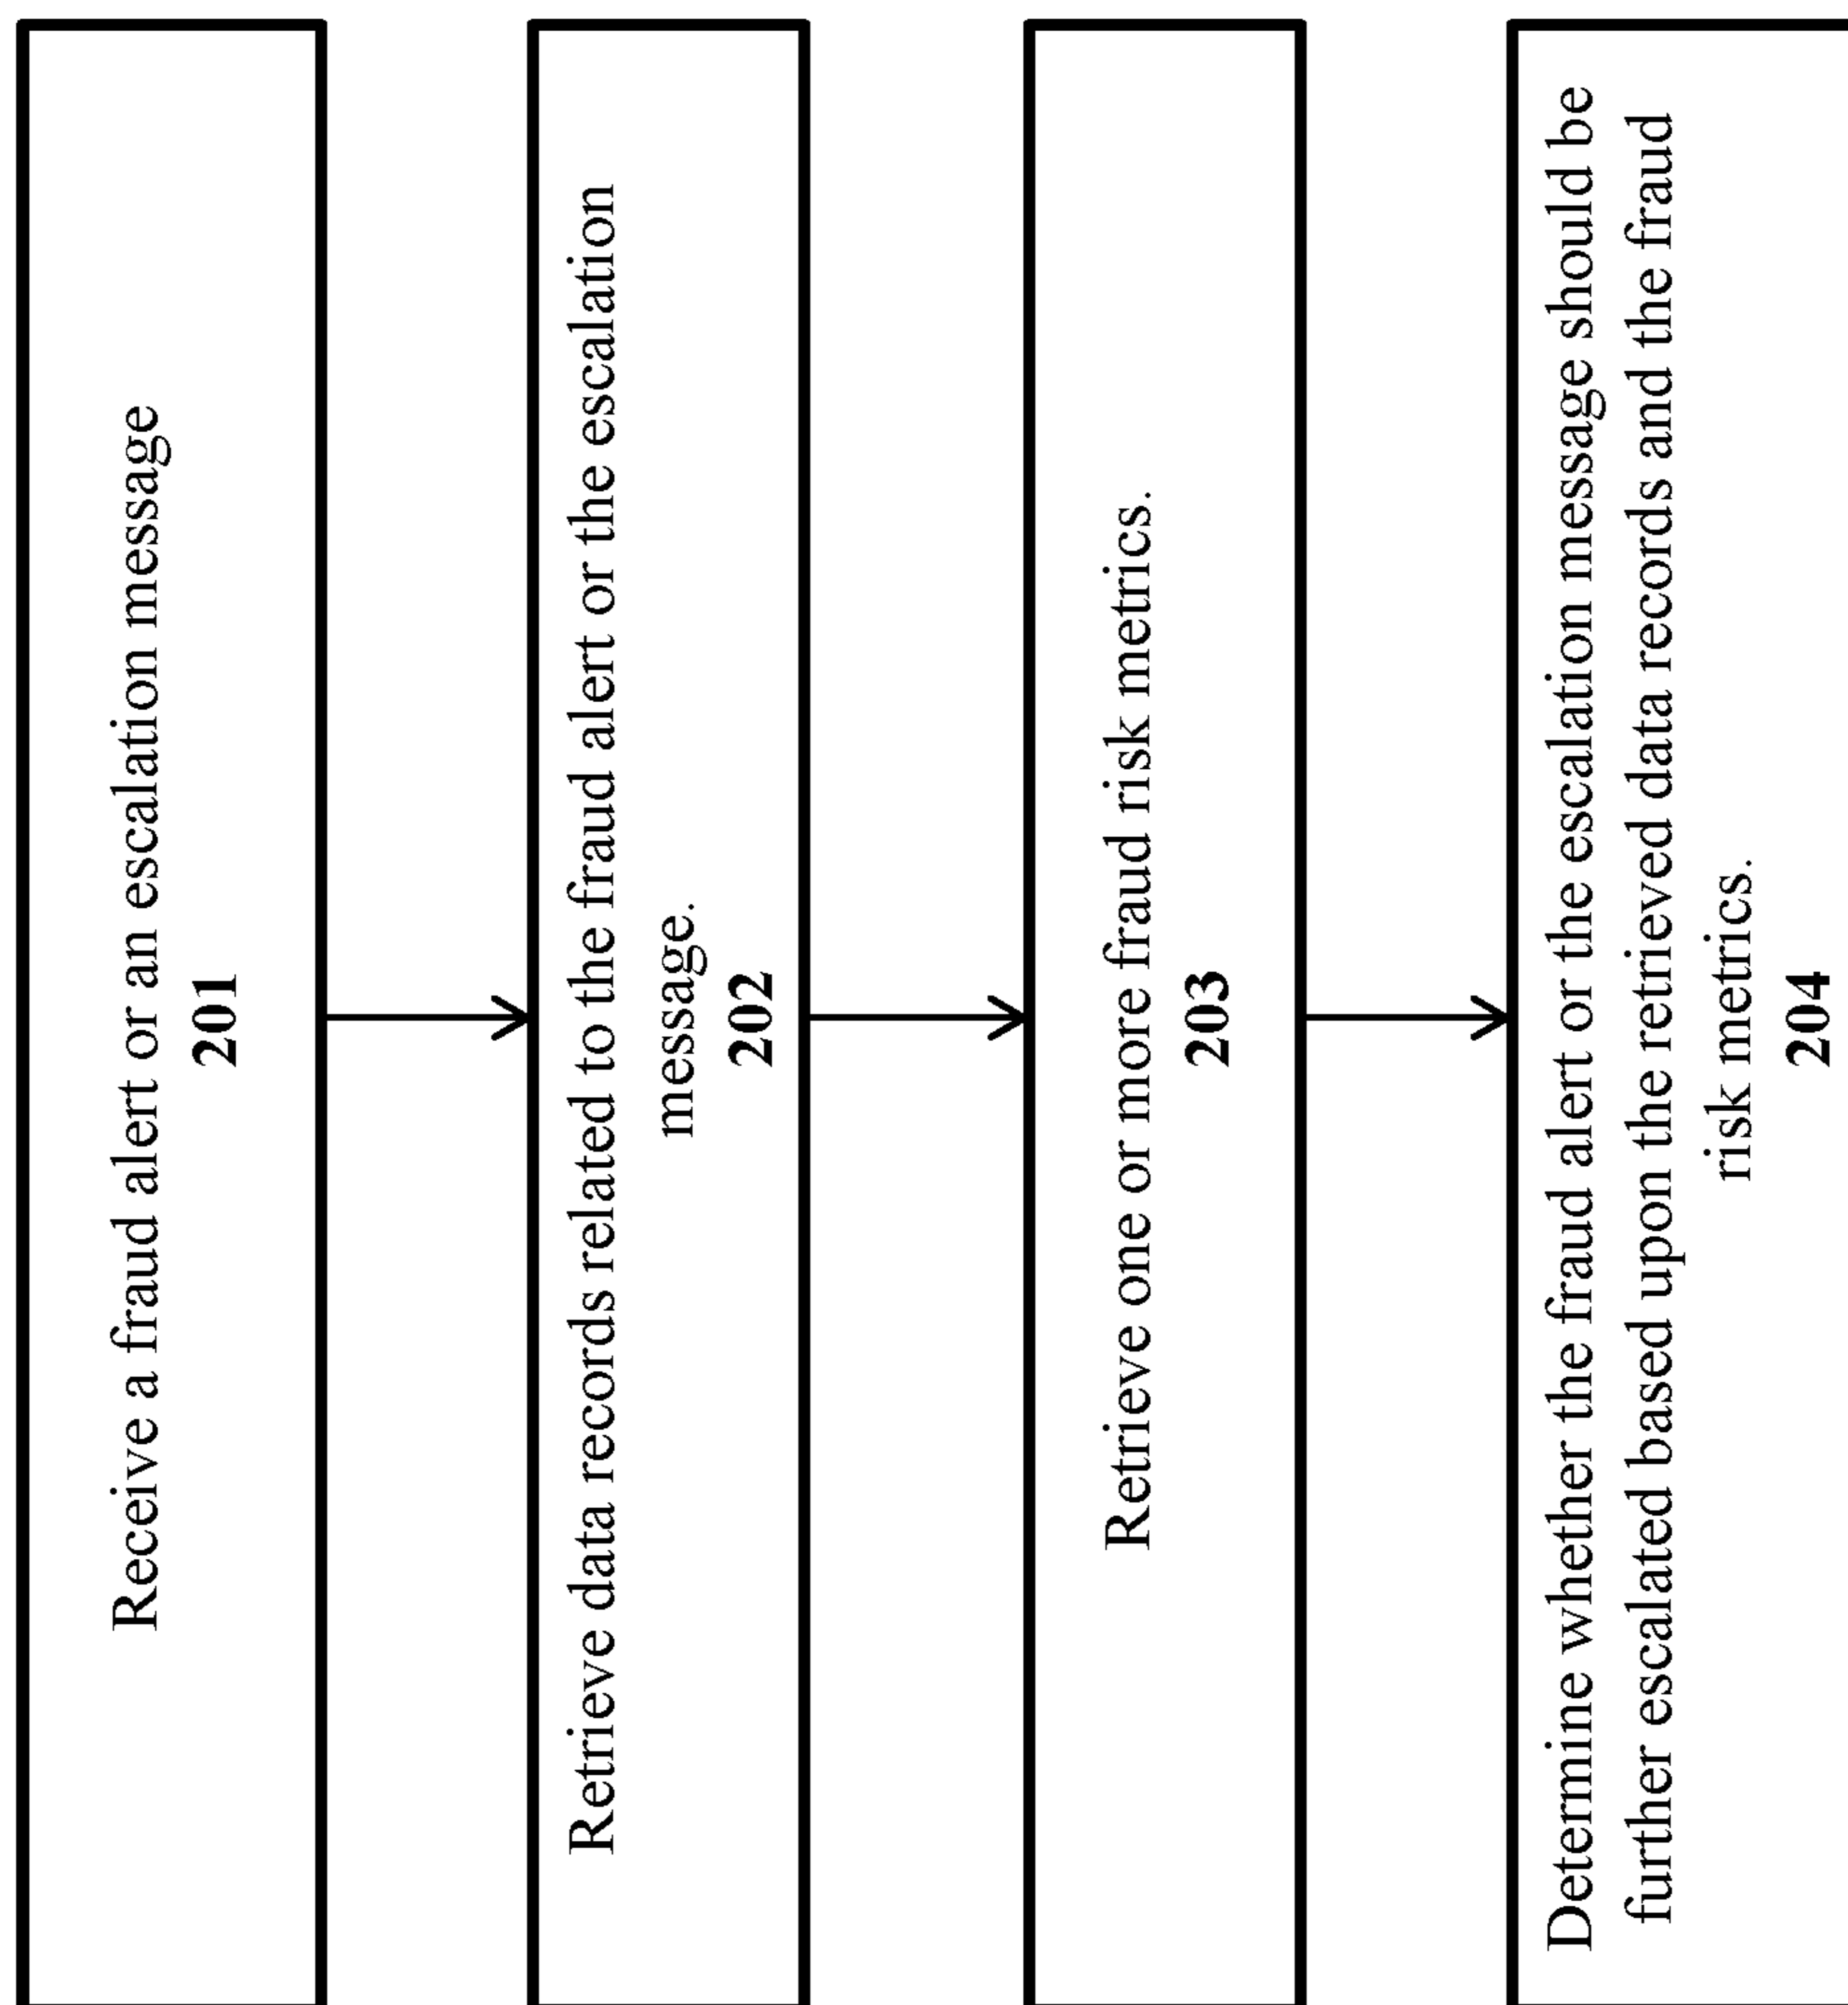 Receive a fraud alert or an escalation message
201
Retrieve data records related to the fraud alert or the escalation
message.
202
Retrieve one or more fraud risk metrics.
203
Determine whether the fraud alert or the escalation message should be
further escalated based upon the retrieved data records and the fraud
risk metrics.
204